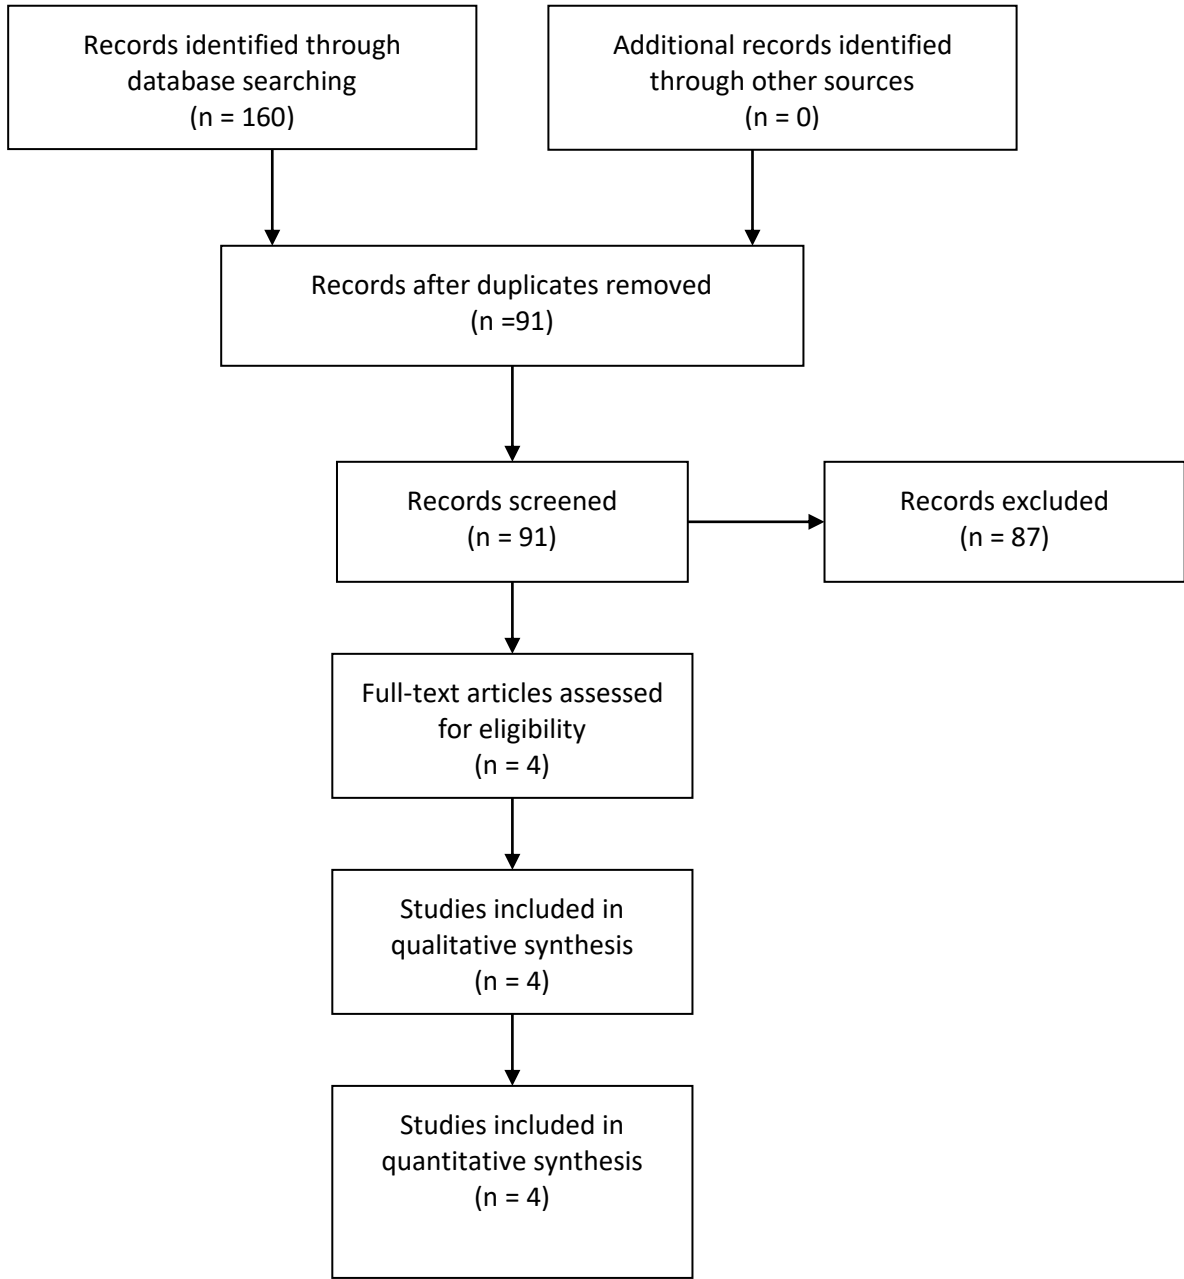 Records identified through
database searching
(n = 160)
Additional records identified
through other sources
(n = 0)
Records after duplicates removed
(n =91)
Records screened
(n = 91)
Records excluded
(n = 87)
Full-text articles assessed
for eligibility
(n = 4)
Studies included in
qualitative synthesis
(n = 4)
Studies included in
quantitative synthesis
(n = 4)